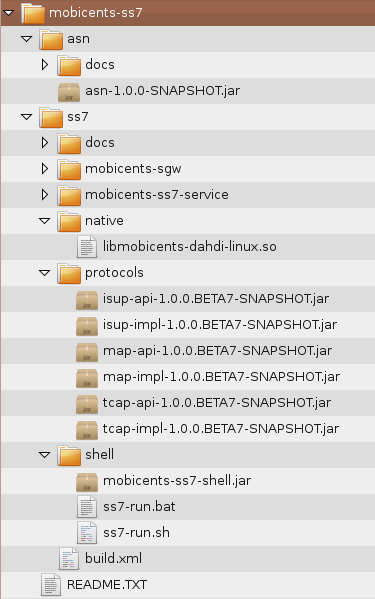 mobicents-ss7
asn
docs
asn-1.0.0-SNAPSHOT.jar
ss7
docs
mobicents-sgw
mobicents-ss7-service
native
libmobicents-dahdi-linux.so
protocols
isup-api-1.0.0.BETA7-SNAPSHOT.jar
isup-impl-1.0.0.BETA7-SNAPSHOT.jar
map-api-1.0.0.BETA7-SNAPSHOT.jar
map-impl-1.0.0.BETA7-SNAPSHOT.jar
tcap-api-1.0.0.BETA7-SNAPSHOT.jar
tcap-impl-1.0.0.BETA7-SNAPSHOT.jar
shell
mobicents-ss7-shell.jar
ss7-run.bat
ss7-run.sh
build.xml
README.TXT